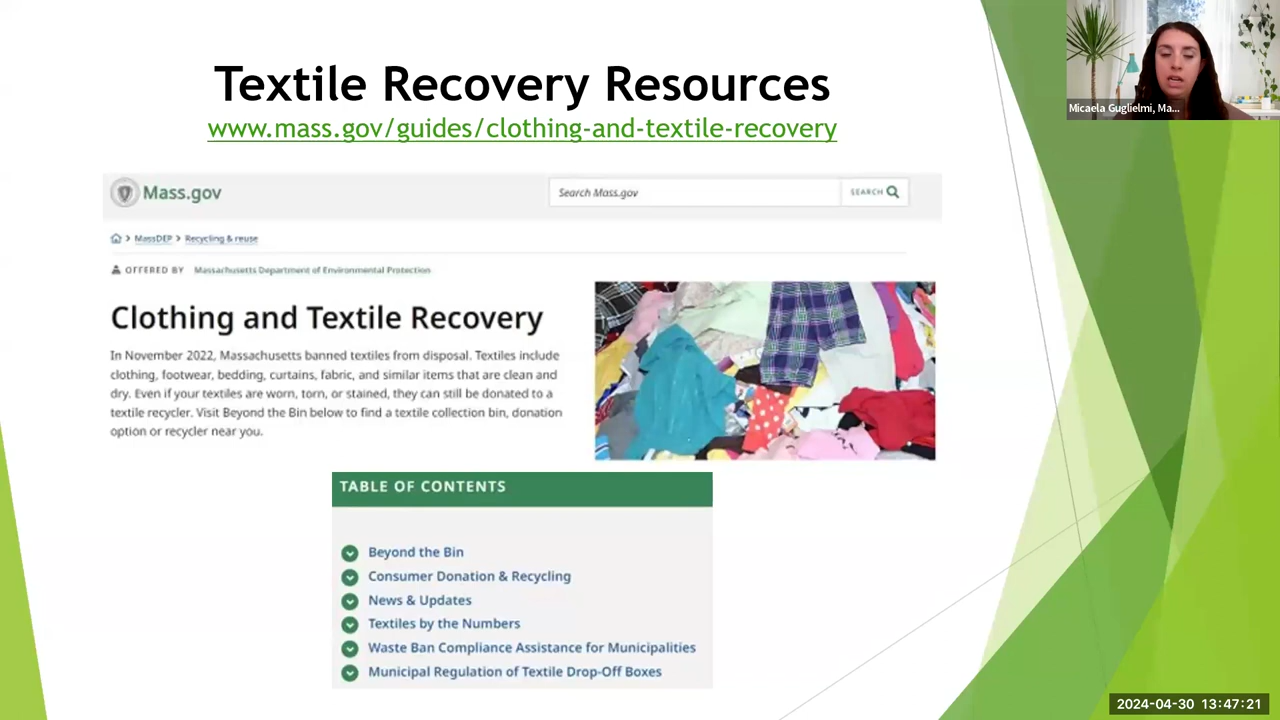 Textile Recovery Resources
www.mass.gov/guides/clothing-and-textile-recovery
Micaela Guglielmi, Ma...
Mass.gov
Search Mass.gov
SEARCH
MassDEP > Recycling & reuse
OFFERED BY Massachusetts Department of Environmental Protection
Clothing and Textile Recovery
In November 2022, Massachusetts banned textiles from disposal. Textiles include
clothing, footwear, bedding, curtains, fabric, and similar items that are clean and
dry. Even if your textiles are worn, torn, or stained, they can still be donated to a
textile recycler. Visit Beyond the Bin below to find a textile collection bin, donation
option or recycler near you.
TABLE OF CONTENTS
Beyond the Bin
Consumer Donation & Recycling
News & Updates
Textiles by the Numbers
Waste Ban Compliance Assistance for Municipalities
Municipal Regulation of Textile Drop-Off Boxes
2024-04-30 13:47:21